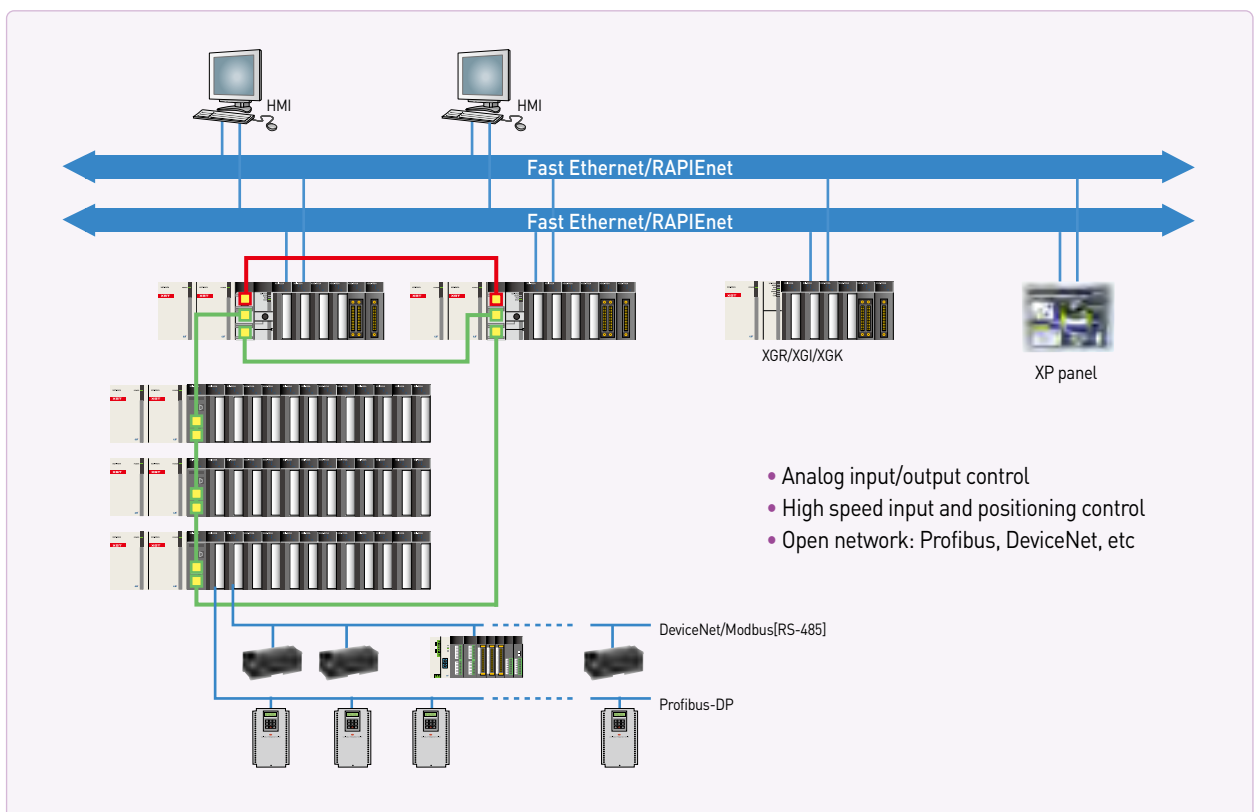 HMI
HMI
Fast Ethernet/RAPIEnet
Fast Ethernet/RAPIEnet
XGR/XGI/XGK
XP panel
• Analog input/output control
• High speed input and positioning control
• Open network: Profibus, DeviceNet, etc
DeviceNet/Modbus[RS-485]
Profibus-DP